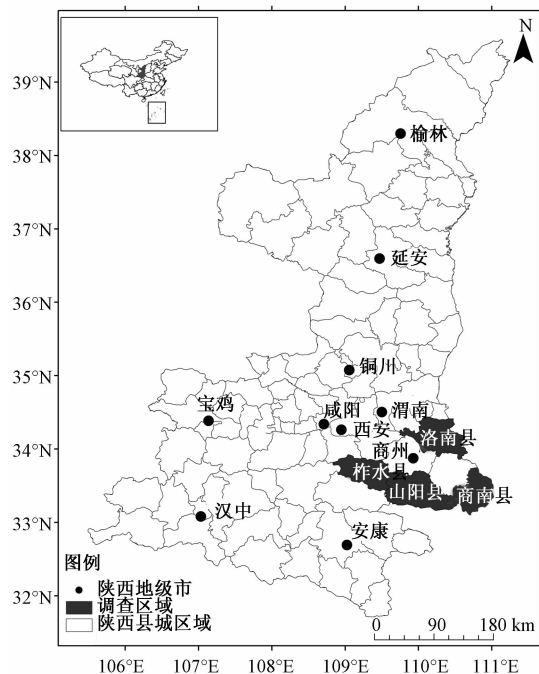 N
39°N
榆林
38°N
37°N
延安
36°N
铜川
35°N
宝鸡
咸阳
渭南
西安
洛南县
34°N
商州
柞水县
山阳县
商南县
33°N
汉中
安康
图例
陕西地级市
调查区域
陕西县城区域
32°N
0 90 180 km
106°E 107°E 108°E 109°E 110°E 111°E